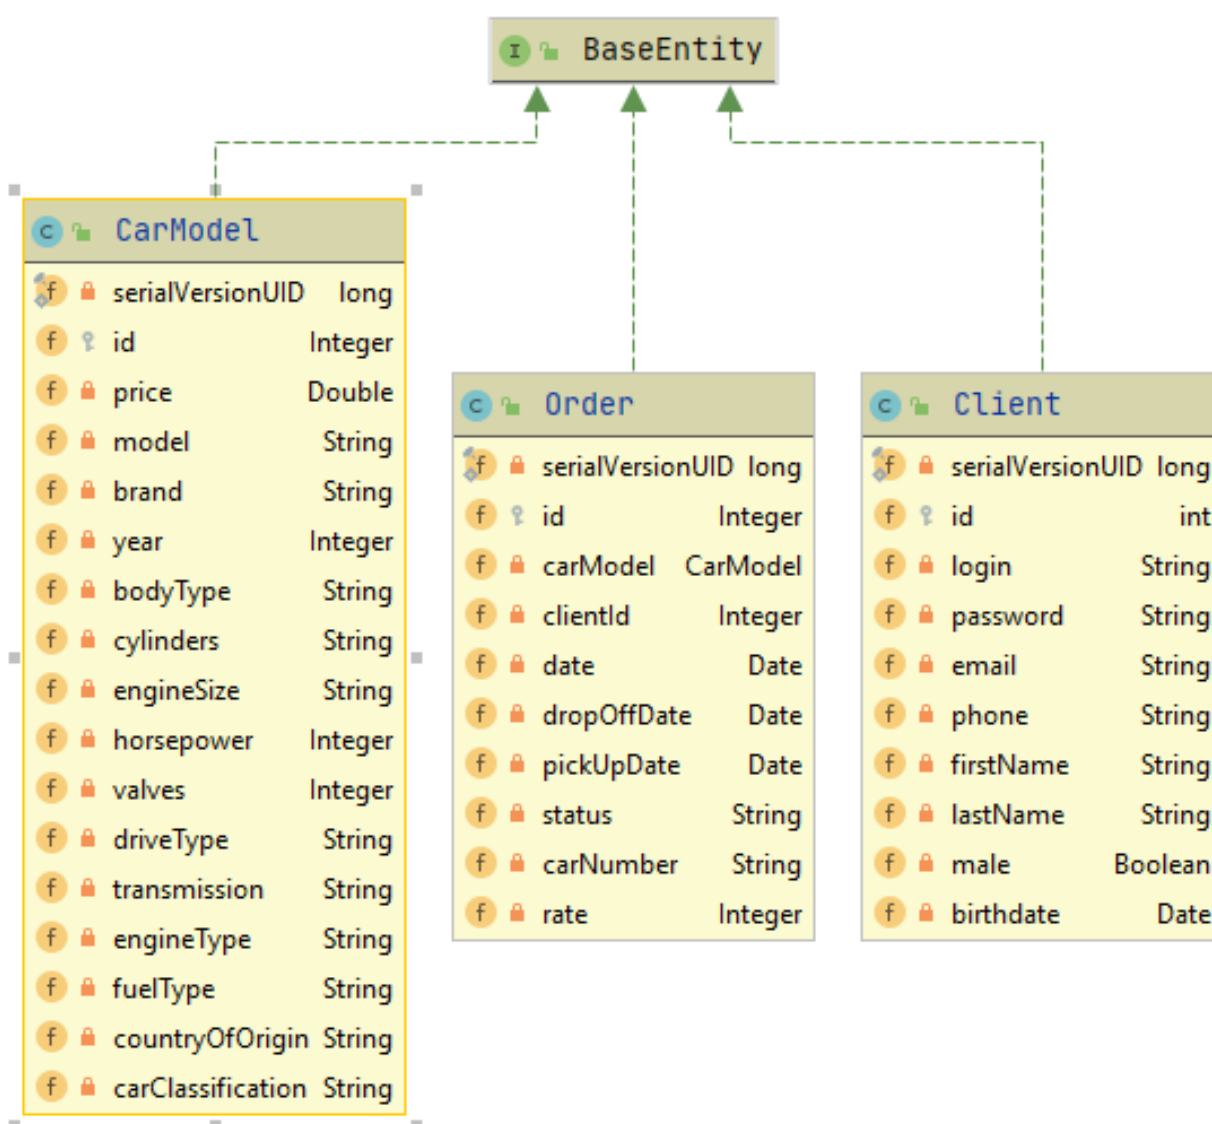 I BaseEntity
C CarModel
f serialVersionUID long
f id Integer
f price Double
f model String
f brand String
f year Integer
f bodyType String
f cylinders String
f engineSize String
f horsepower Integer
f valves Integer
f driveType String
f transmission String
f engineType String
f fuelType String
f countryOfOrigin String
f carClassification String
C Order
f serialVersionUID long
f id Integer
f carModel CarModel
f clientId Integer
f date Date
f dropOffDate Date
f pickUpDate Date
f status String
f carNumber String
f rate Integer
C Client
f serialVersionUID long
f id int
f login String
f password String
f email String
f phone String
f firstName String
f lastName String
f male Boolean
f birthdate Date